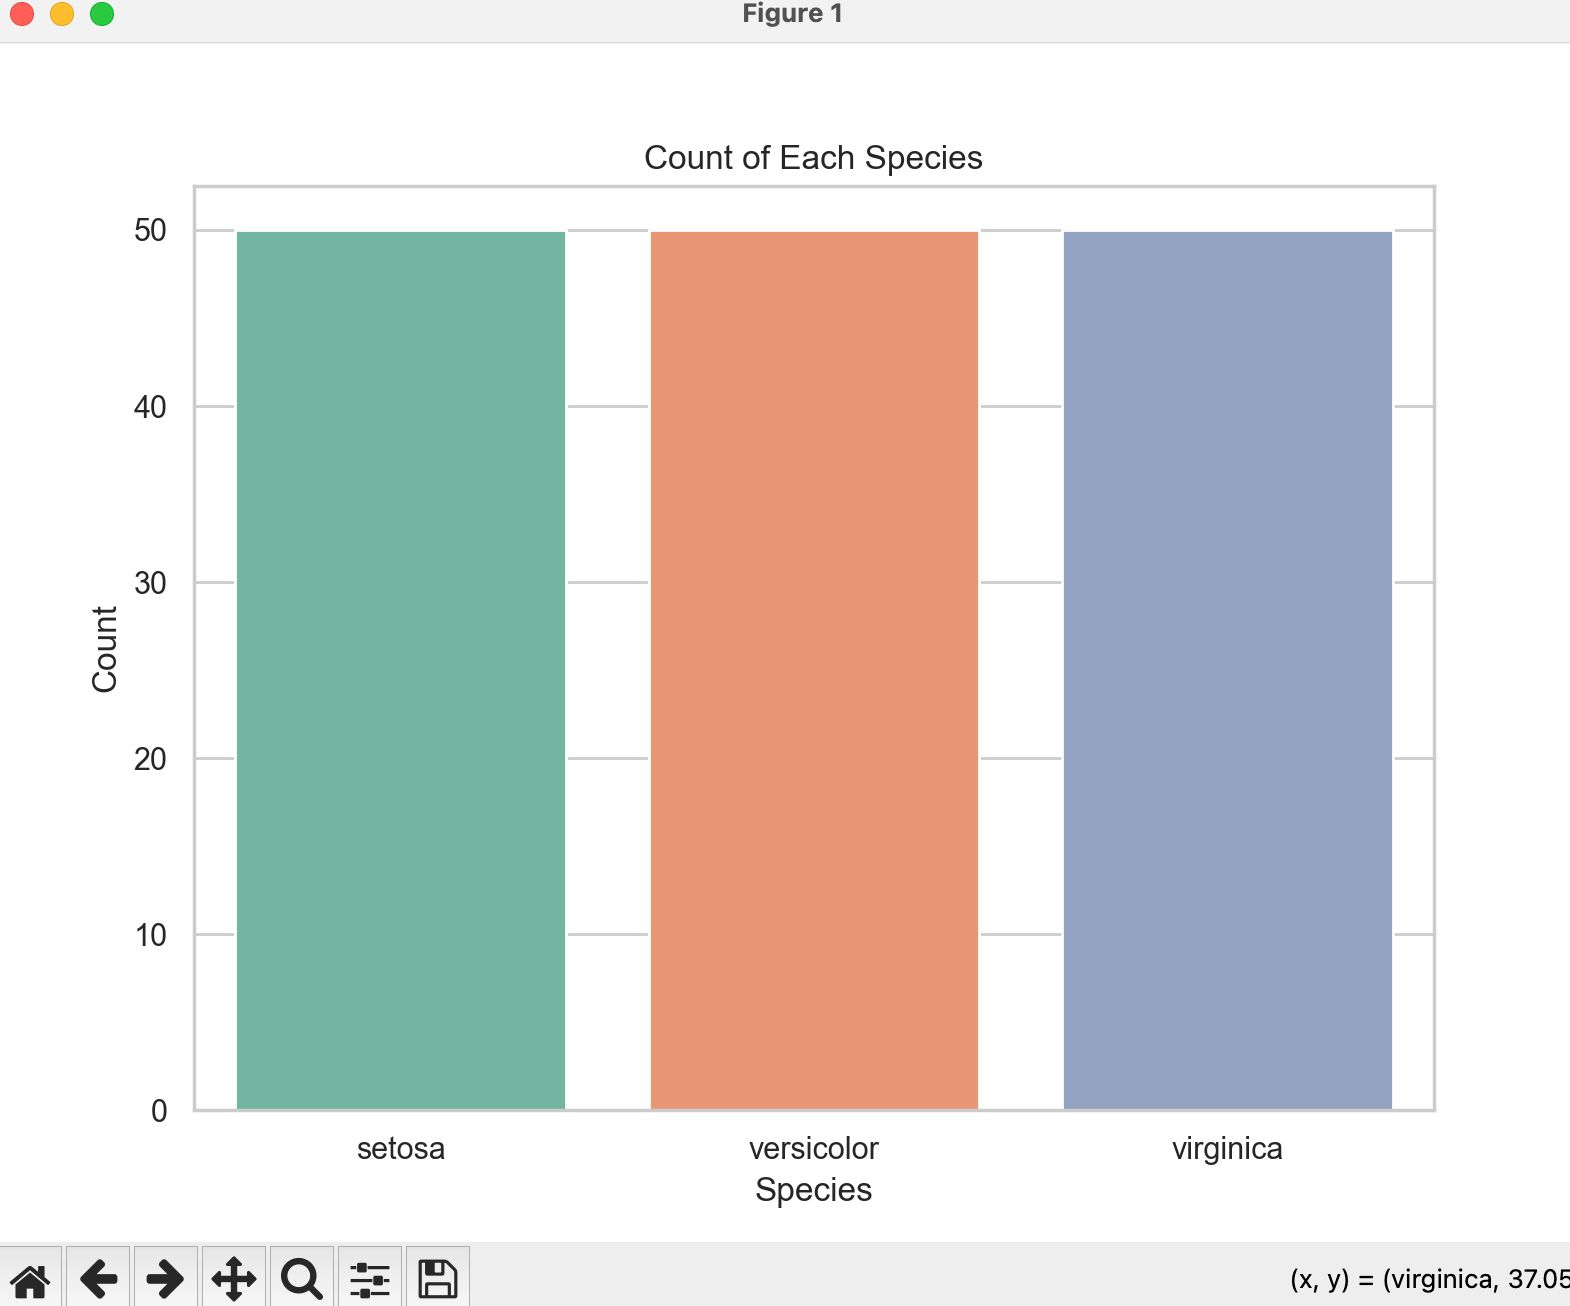 Figure 1
Count of Each Species
50
40
30
20
10
0
Count
setosa versicolor virginica
Species
(x, y) = (virginica, 37.05